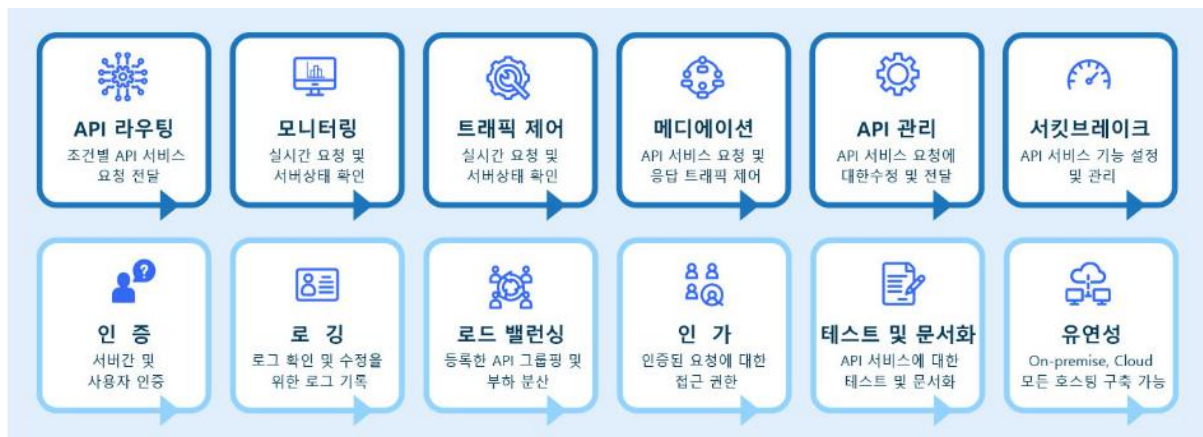 API 라우팅
조건별 API 서비스
요청 전달
모니터링
실시간 요청 및
서버상태 확인
트래픽 제어
실시간 요청 및
서버상태 확인
메디에이션
API 서비스 요청 및
응답 트래픽 제어
API 관리
API 서비스 요청에
대한수정 및 전달
서킷브레이크
API 서비스 기능 설정
및 관리
인 증
서버간 및
사용자 인증
로 깅
로그 확인 및 수정을
위한 로그 기록
로드 밸런싱
등록한 API 그룹핑 및
부하 분산
인 가
인증된 요청에 대한
접근 권한
테스트 및 문서화
API 서비스에 대한
테스트 및 문서화
유연성
On-premise, Cloud
모든 호스팅 구축 가능